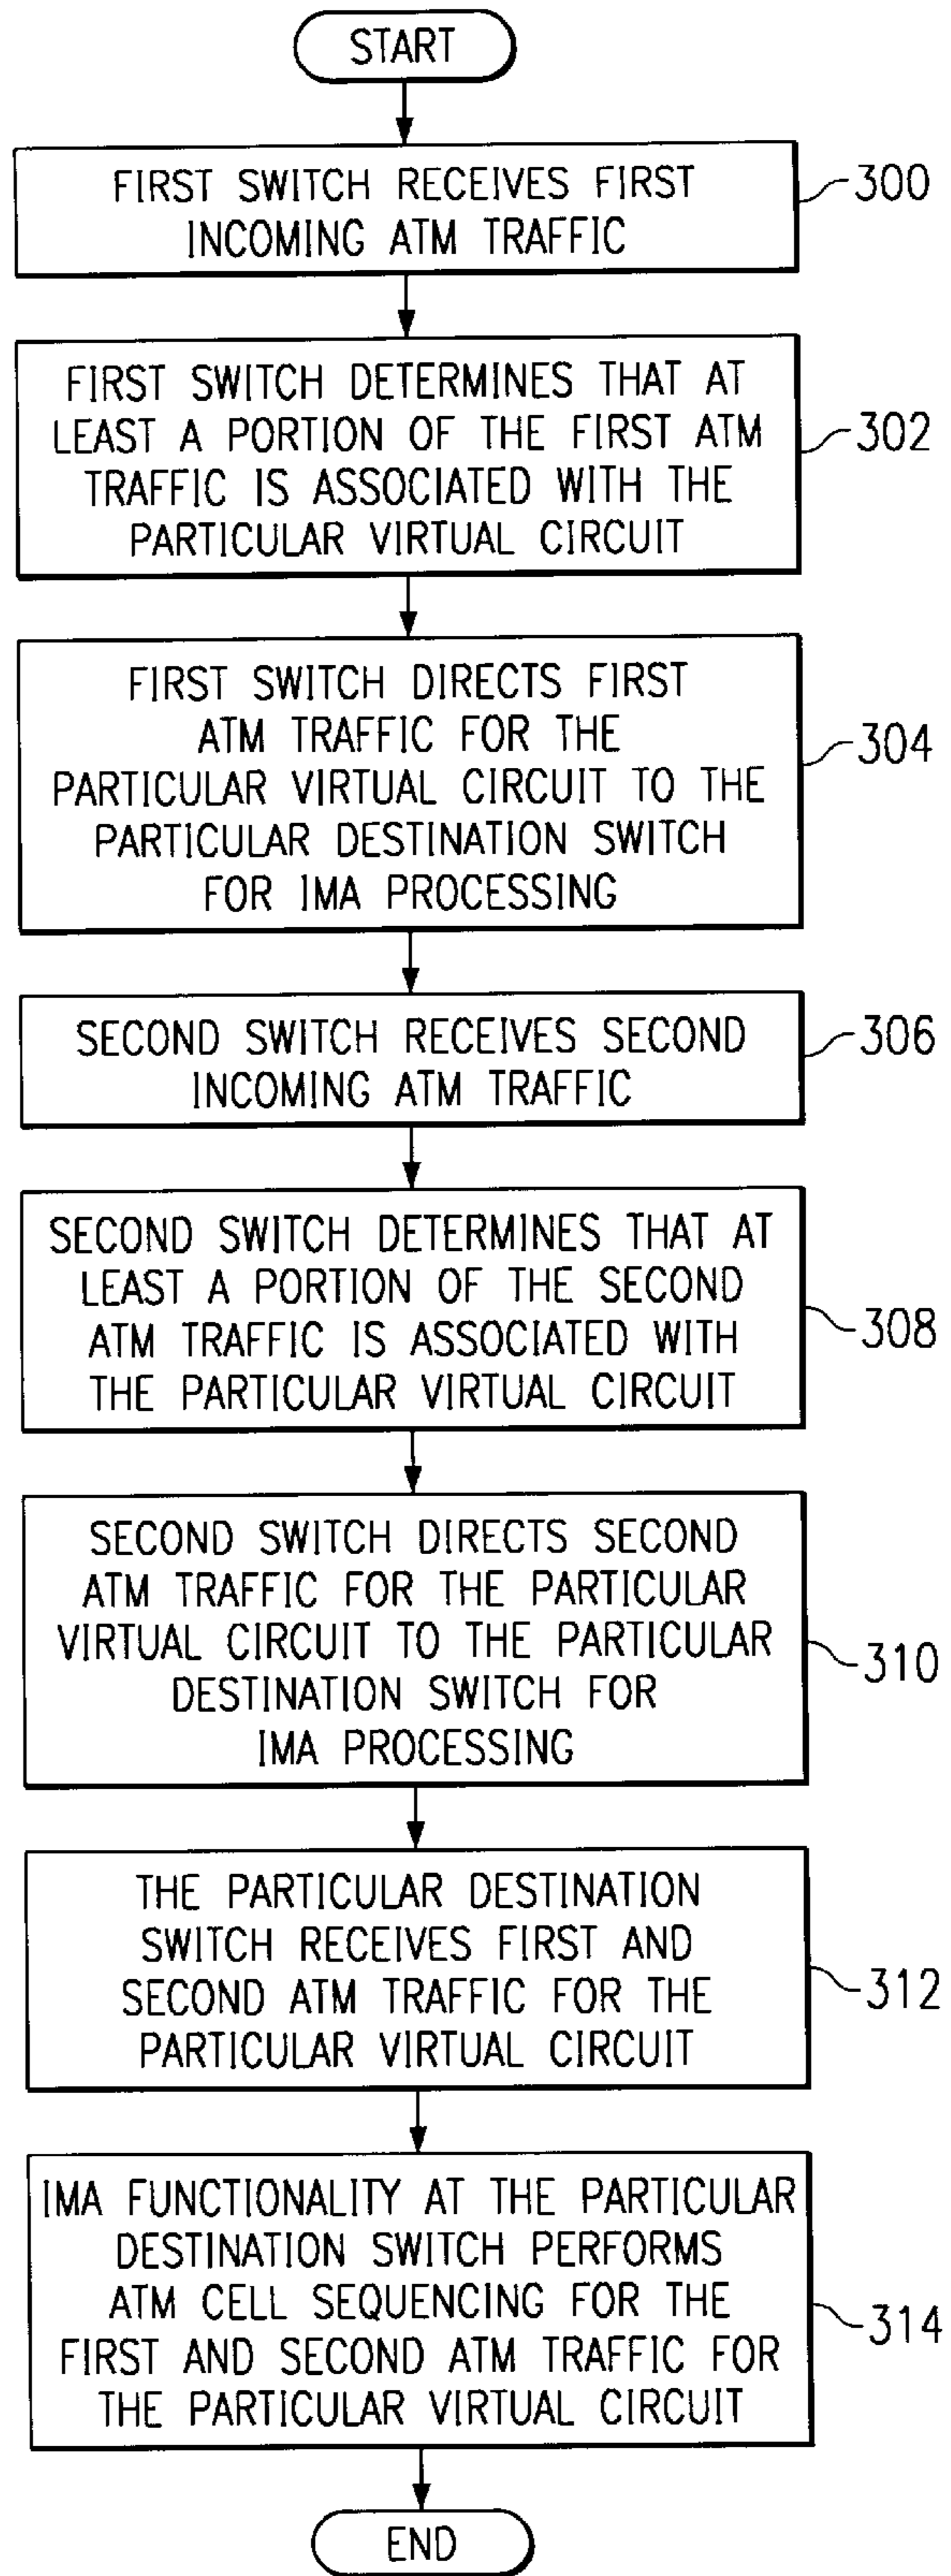 START
FIRST SWITCH RECEIVES FIRST
INCOMING ATM TRAFFIC
300
FIRST SWITCH DETERMINES THAT AT
LEAST A PORTION OF THE FIRST ATM
TRAFFIC IS ASSOCIATED WITH THE
PARTICULAR VIRTUAL CIRCUIT
302
FIRST SWITCH DIRECTS FIRST
ATM TRAFFIC FOR THE
PARTICULAR VIRTUAL CIRCUIT TO THE
PARTICULAR DESTINATION SWITCH
FOR IMA PROCESSING
304
SECOND SWITCH RECEIVES SECOND
INCOMING ATM TRAFFIC
306
SECOND SWITCH DETERMINES THAT AT
LEAST A PORTION OF THE SECOND
ATM TRAFFIC IS ASSOCIATED WITH
THE PARTICULAR VIRTUAL CIRCUIT
308
SECOND SWITCH DIRECTS SECOND
ATM TRAFFIC FOR THE PARTICULAR
VIRTUAL CIRCUIT TO THE PARTICULAR
DESTINATION SWITCH FOR
IMA PROCESSING
310
THE PARTICULAR DESTINATION
SWITCH RECEIVES FIRST AND
SECOND ATM TRAFFIC FOR THE
PARTICULAR VIRTUAL CIRCUIT
312
IMA FUNCTIONALITY AT THE PARTICULAR
DESTINATION SWITCH PERFORMS
ATM CELL SEQUENCING FOR THE
FIRST AND SECOND ATM TRAFFIC FOR
THE PARTICULAR VIRTUAL CIRCUIT
314
END